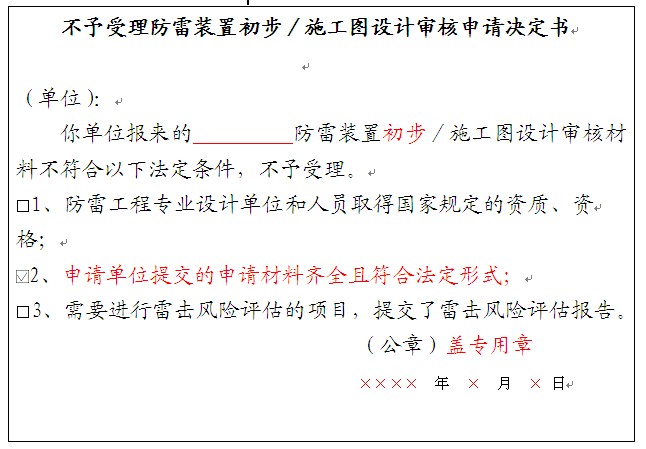 不予受理防雷装置初步／施工图设计审核申请决定书
（单位）：
你单位报来的__________防雷装置初步／施工图设计审核材
料不符合以下法定条件，不予受理。
□1、防雷工程专业设计单位和人员取得国家规定的资质、资
格；
☑2、申请单位提交的申请材料齐全且符合法定形式；
□3、需要进行雷击风险评估的项目，提交了雷击风险评估报告。
（公章）盖专用章
×××× 年 × 月 × 日